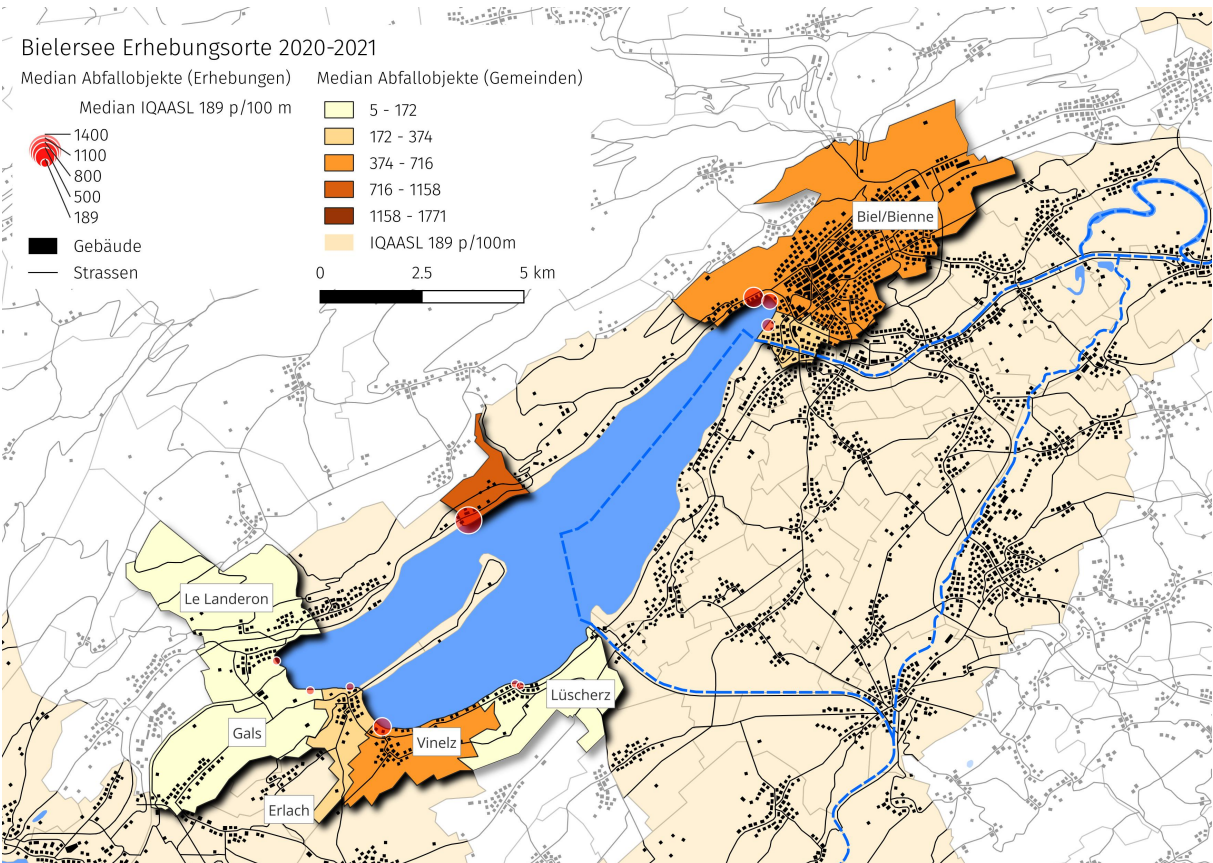 Bielersee Erhebungsorte 2020-2021
Median Abfallobjekte (Erhebungen)
Median IQAASL 189 p/100 m
1400
1100
800
500
189
Gebäude
Strassen
Median Abfallobjekte (Gemeinden)
5 - 172
172 - 374
374 - 716
716 - 1158
1158 - 1771
IQAASL 189 p/100m
0 2.5 5 km
Biel/Bienne
Le Landeron
Lüscherz
Gals
Vinelz
Erlach